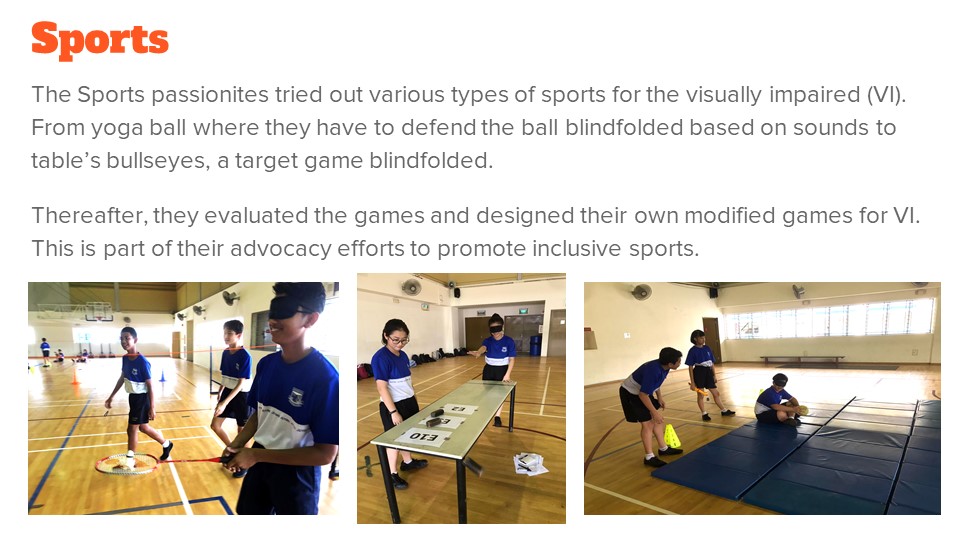 Sports
The Sports passionites tried out various types of sports for the visually impaired (VI).
From yoga ball where they have to defend the ball blindfolded based on sounds to
table's bullseyes, a target game blindfolded.
Thereafter, they evaluated the games and designed their own modified games for VI.
This is part of their advocacy efforts to promote inclusive sports.
E10